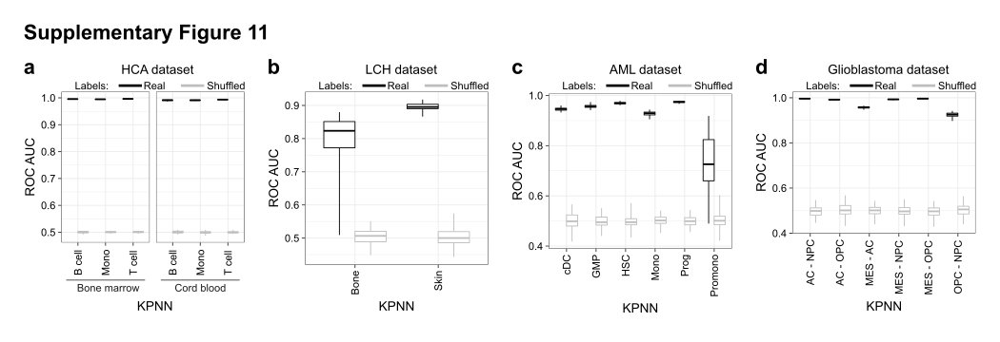 Supplementary Figure 11
a
HCA dataset
Labels: Real Shuffled
ROC AUC
1.0
0.9
0.8
0.7
0.6
0.5
B cell
Mono
T cell
B cell
Mono
T cell
Bone marrow
Cord blood
KPNN
b
LCH dataset
Labels: Real Shuffled
ROC AUC
0.9
0.8
0.7
0.6
0.5
Bone
Skin
KPNN
c
AML dataset
Labels: Real Shuffled
ROC AUC
1.0
0.8
0.6
0.4
cDC
GMP
HSC
Mono
Prog
Promono
KPNN
d
Glioblastoma dataset
Labels: Real Shuffled
ROC AUC
1.0
0.8
0.6
0.4
AC - NPC
AC - OPC
MES - AC
MES - NPC
MES - OPC
OPC - NPC
KPNN